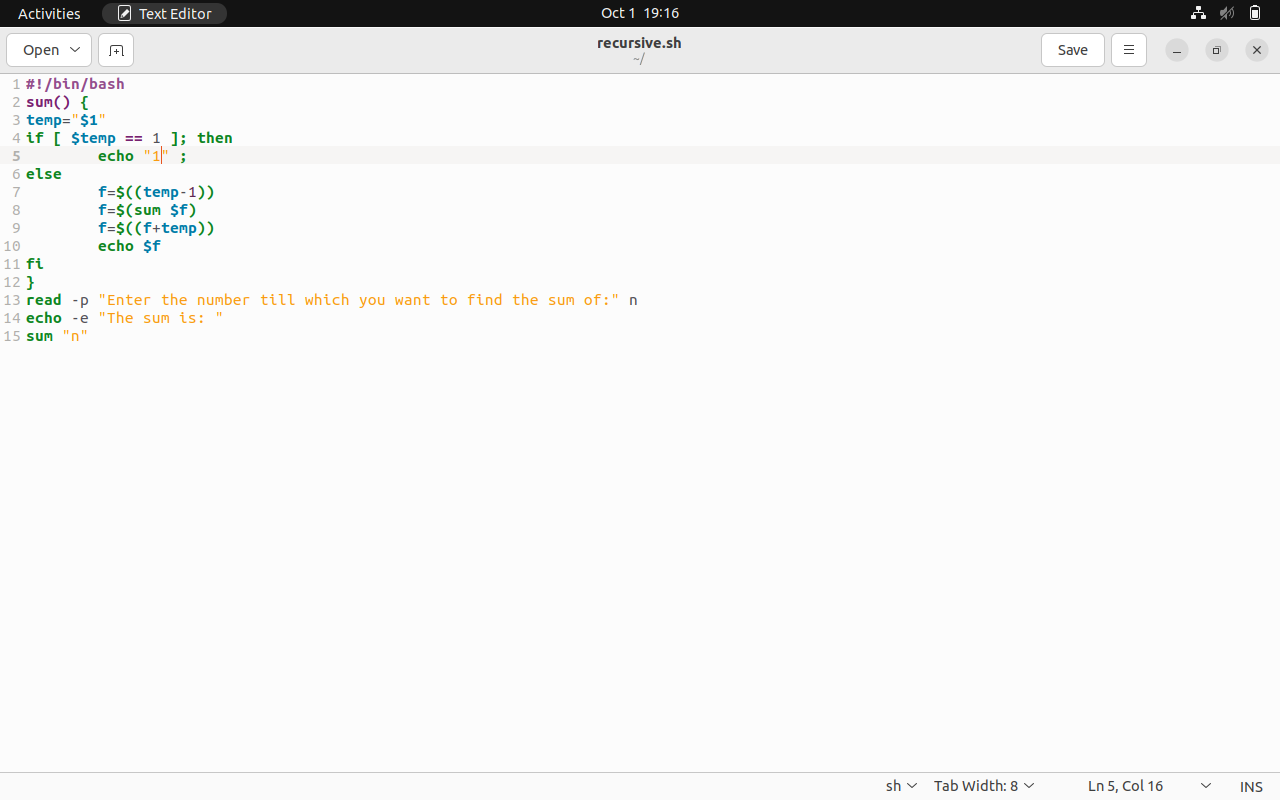 Activities Text Editor Oct 1 19:16
Open recursive.sh Save
~/
1 #!/bin/bash
2 sum() {
3 temp="$1"
4 if [ $temp == 1 ]; then
5 echo "1" ;
6 else
7 f=$((temp-1))
8 f=$(sum $f)
9 f=$((f+temp))
10 echo $f
11 fi
12 }
13 read -p "Enter the number till which you want to find the sum of:" n
14 echo -e "The sum is: "
15 sum "n"
sh Tab Width: 8 Ln 5, Col 16 INS